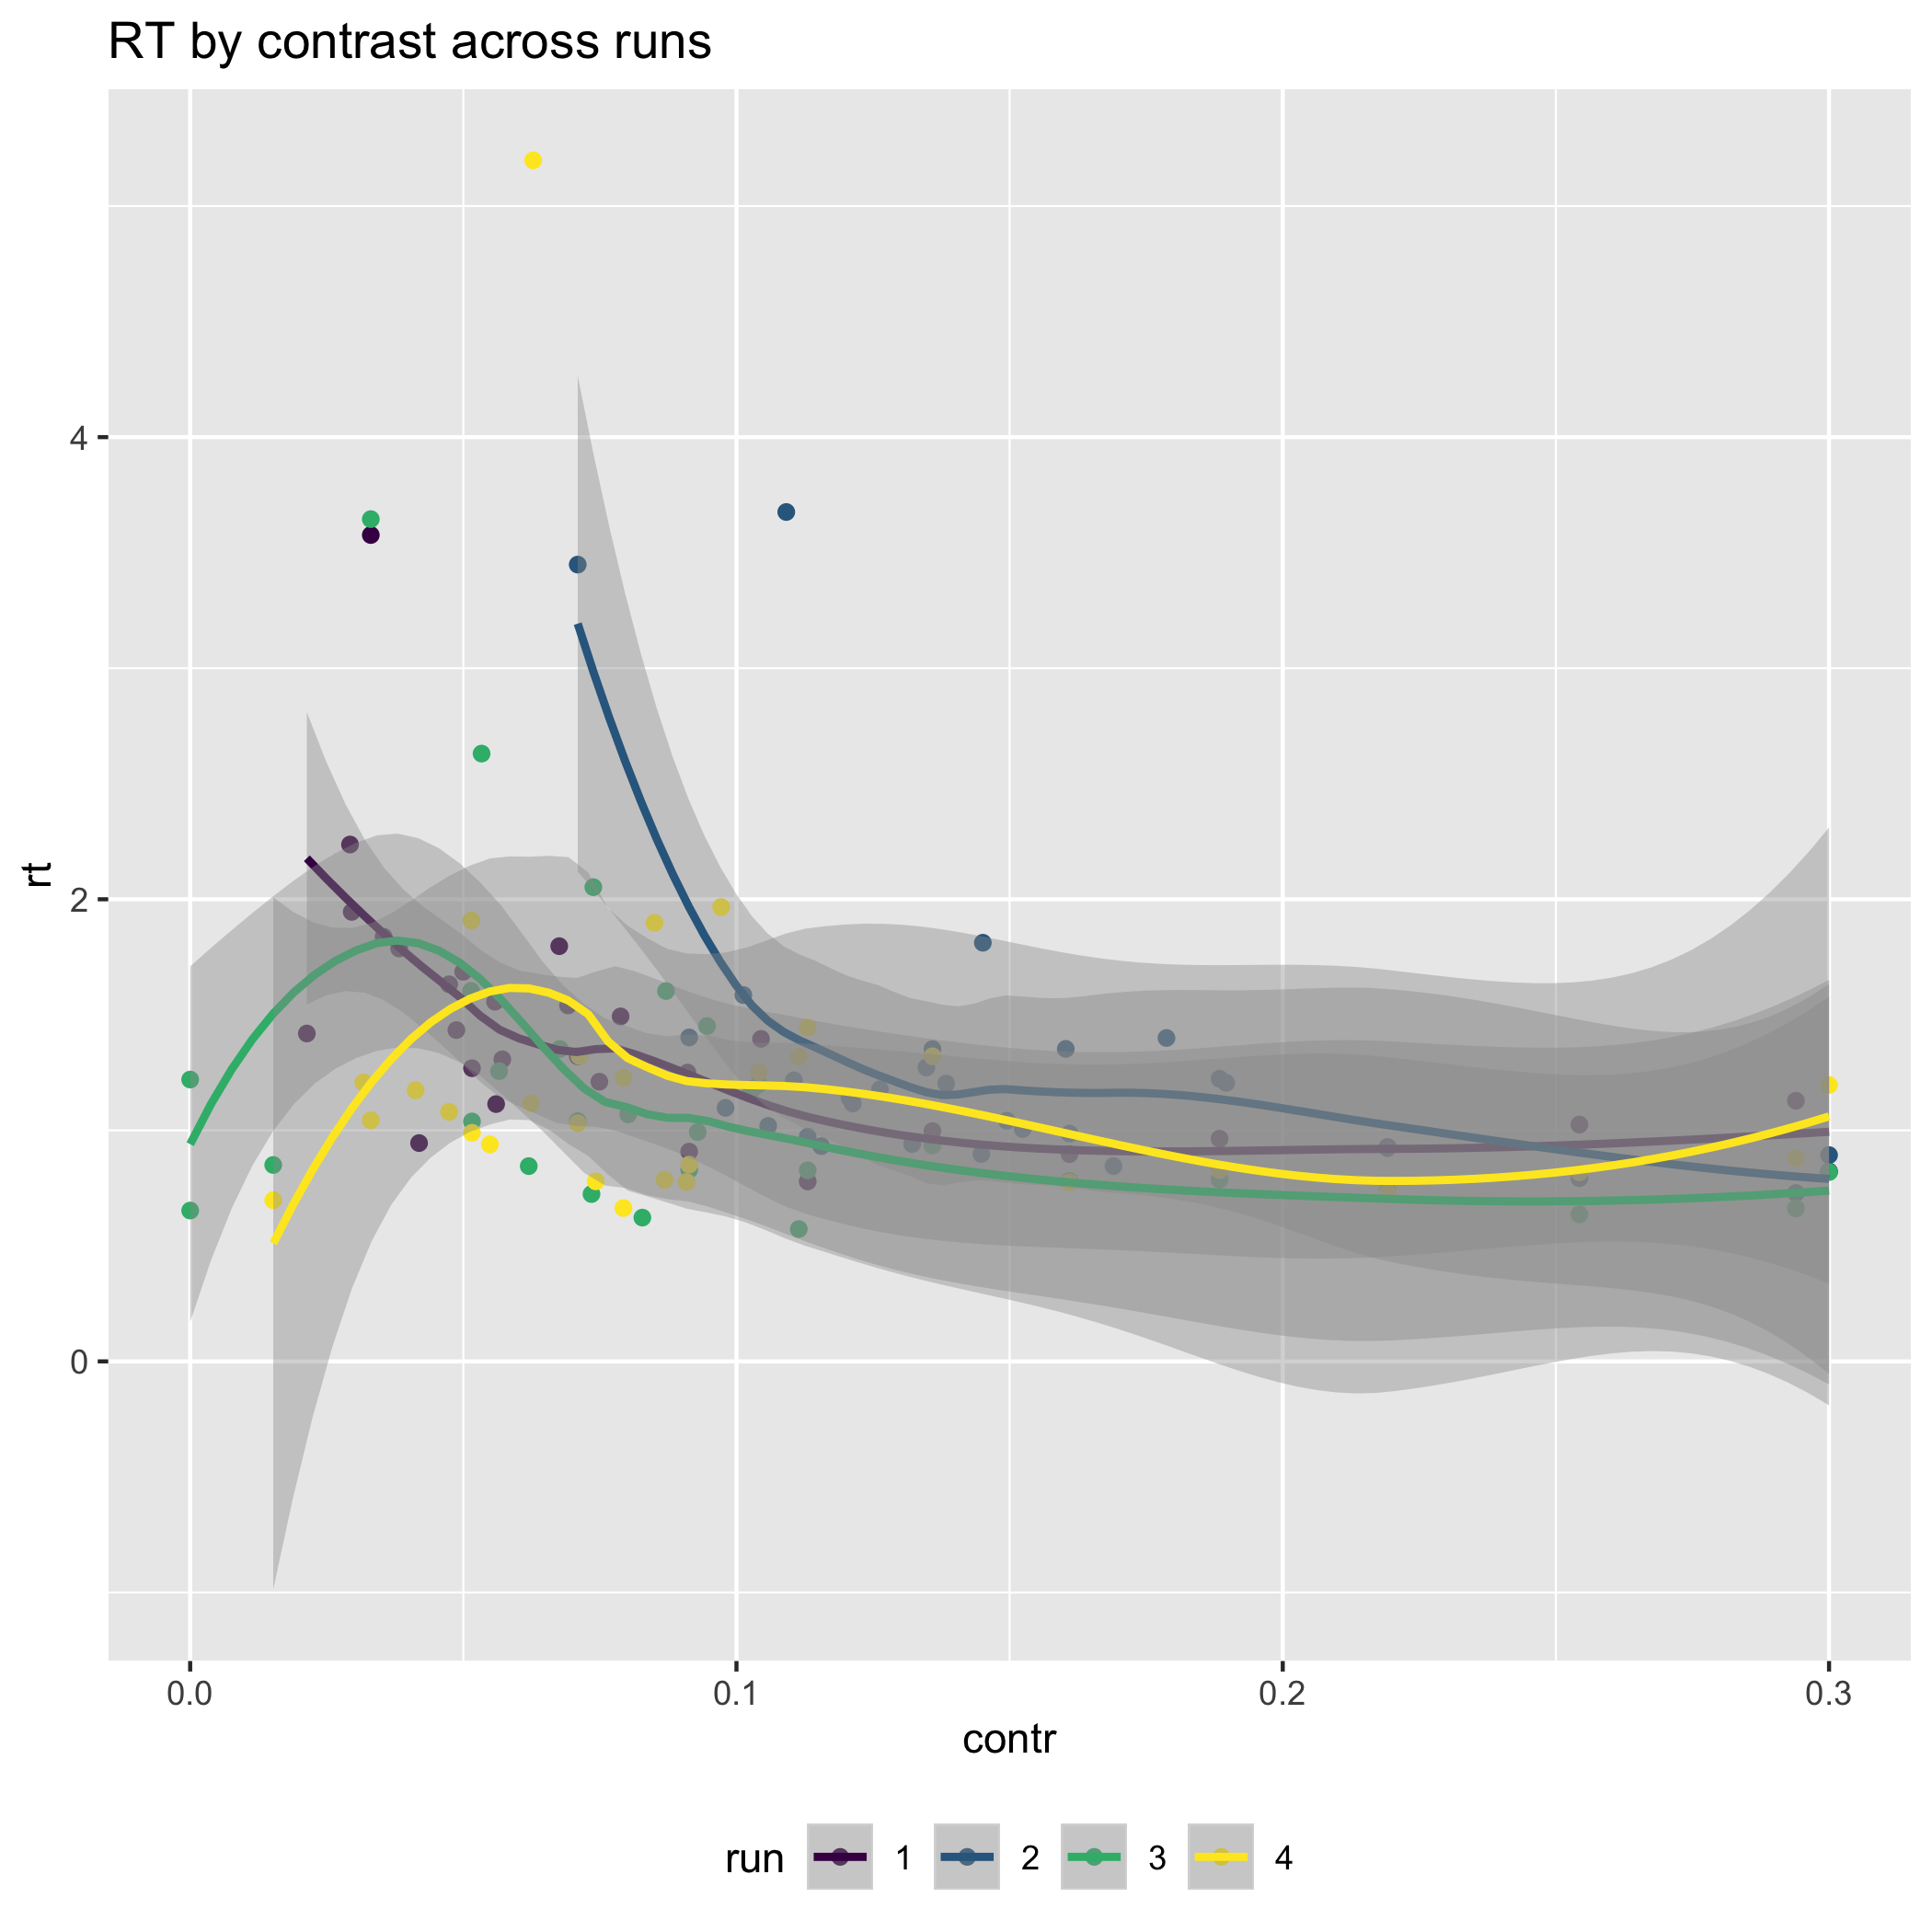 RT by contrast across runs
rt
4
2
0
0.0 0.1 0.2 0.3
contr
run 1 2 3 4